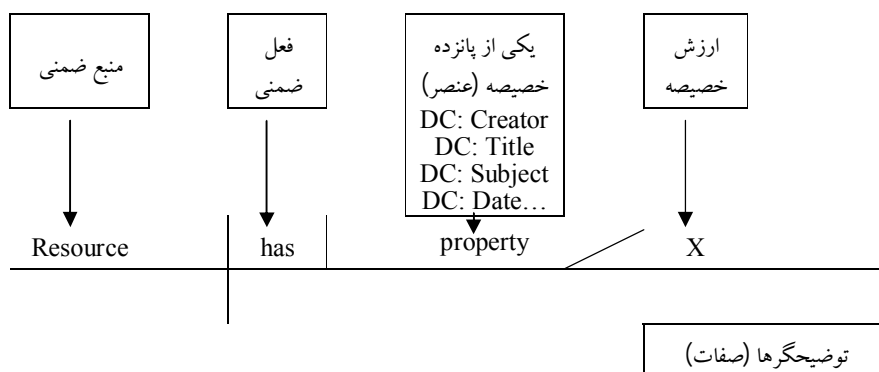 منبع ضمنی
فعل
ضمنی
یکی از پانزده
خصیصه (عنصر)
DC: Creator
DC: Title
DC: Subject
DC: Date…
ارزش
خصیصه
Resource
has
property
X
توضیحگرها (صفات)